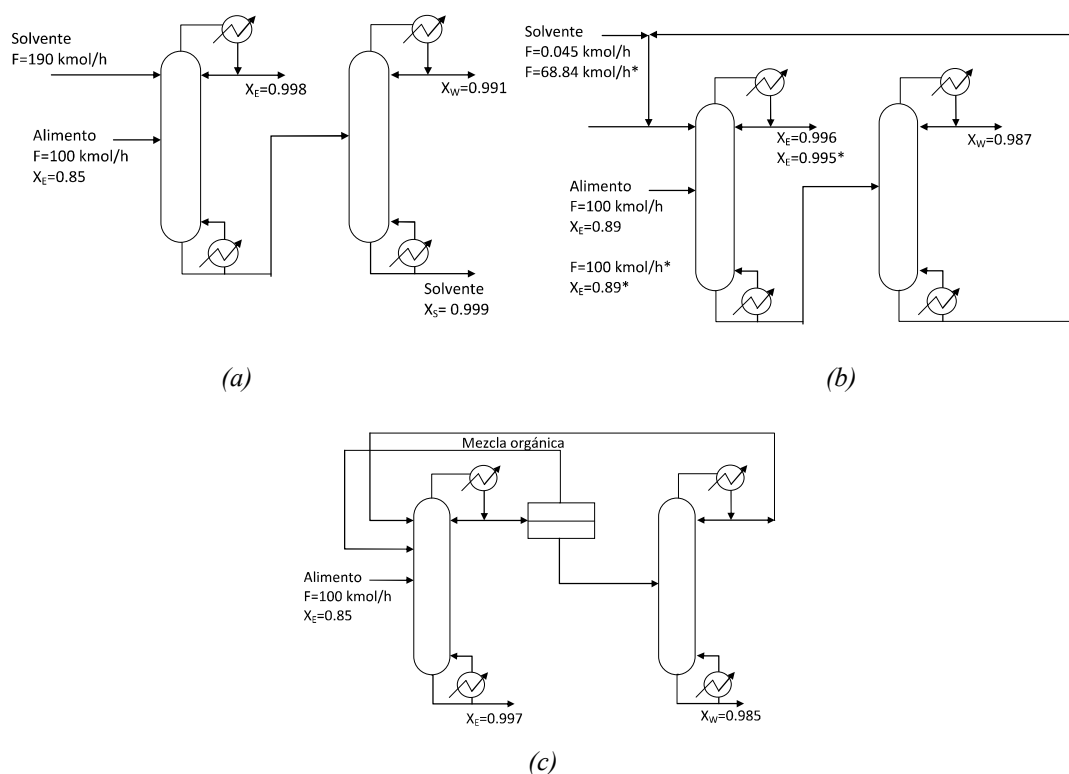 Solvente
F=190 kmol/h
X_E=0.998
X_W=0.991
Alimento
F=100 kmol/h
X_E=0.85
Solvente
X_S= 0.999
(a)
Solvente
F=0.045 kmol/h
F=68.84 kmol/h*
X_E=0.996
X_E=0.995*
X_W=0.987
Alimento
F=100 kmol/h
X_E=0.89
F=100 kmol/h*
X_E=0.89*
(b)
Mezcla orgánica
Alimento
F=100 kmol/h
X_E=0.85
X_E=0.997
X_W=0.985
(c)